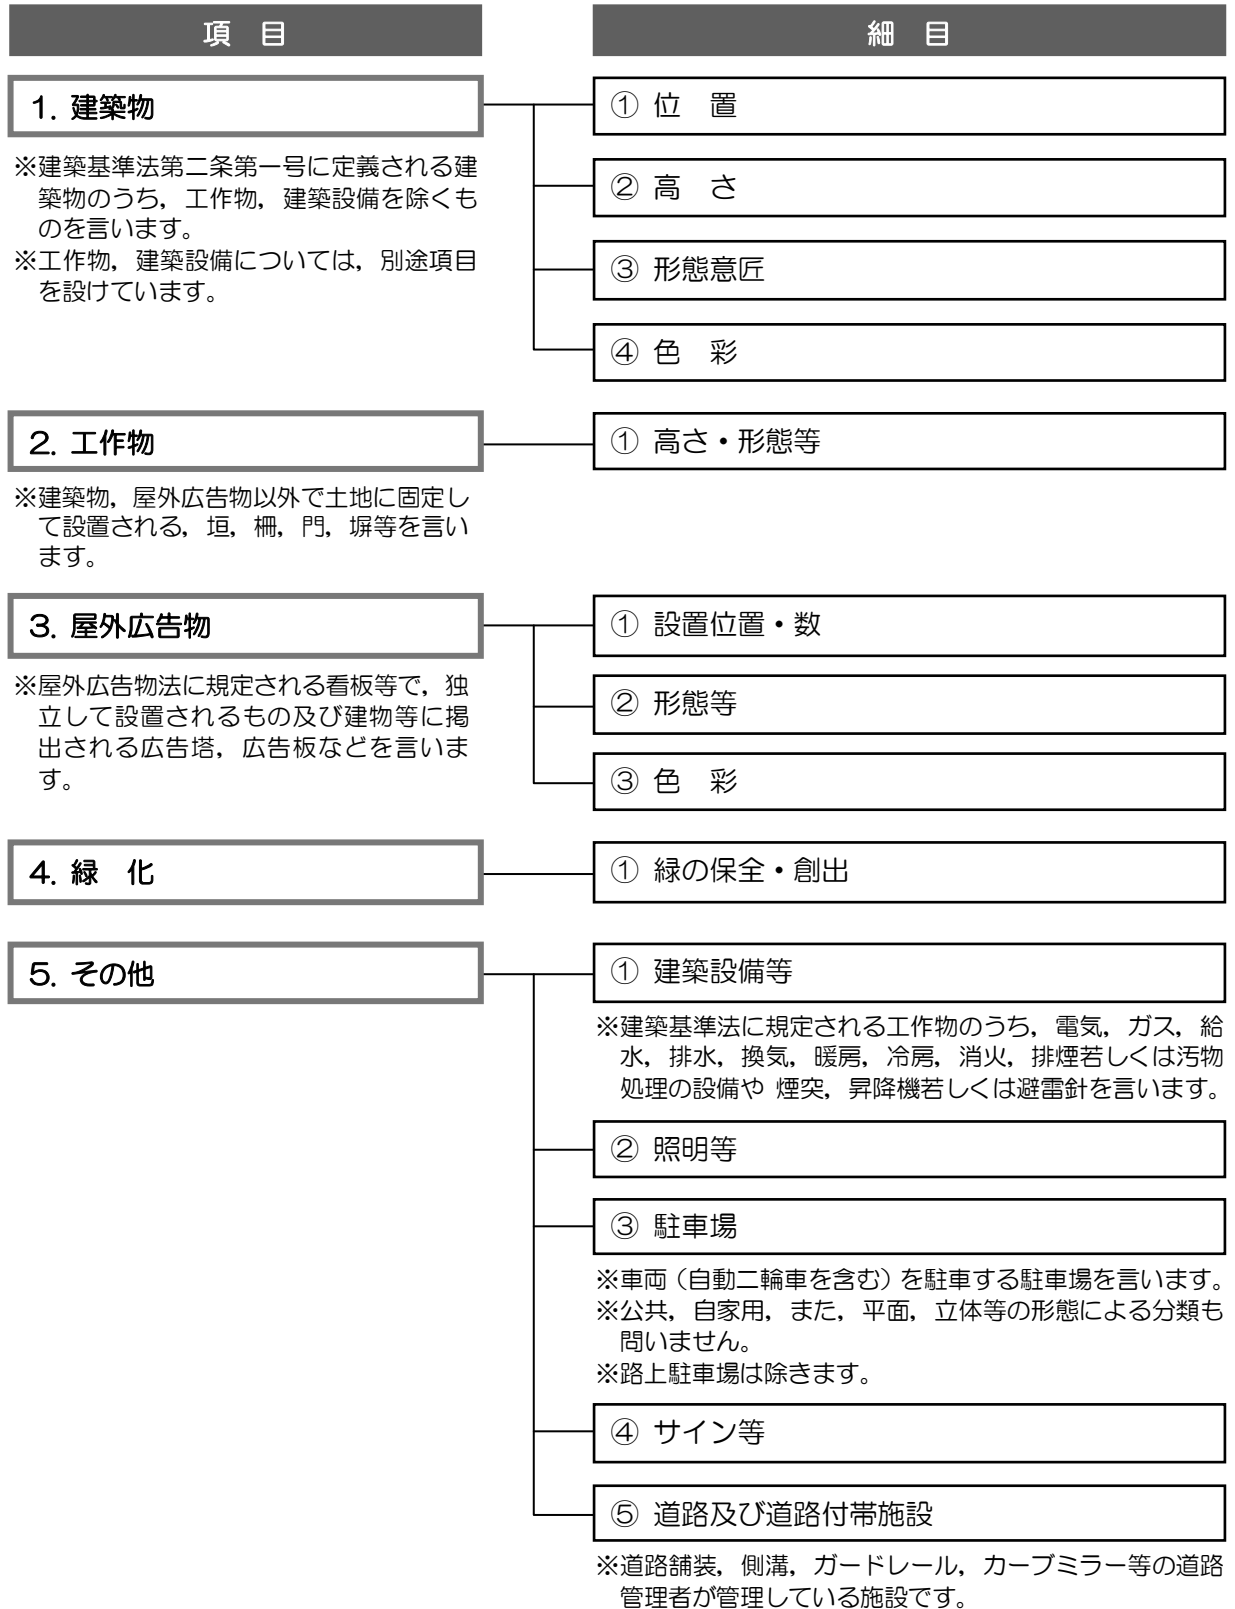 項　目
細　目
1. 建築物
※建築基準法第二条第一号に定義される建
築物のうち，工作物，建築設備を除くも
のを言います。
※工作物，建築設備については，別途項目
を設けています。
① 位　置
② 高　さ
③ 形態意匠
④ 色　彩
2. 工作物
※建築物，屋外広告物以外で土地に固定し
て設置される，垣，柵，門，塀等を言い
ます。
① 高さ・形態等
3. 屋外広告物
※屋外広告物法に規定される看板等で，独
立して設置されるもの及び建物等に掲
出される広告塔，広告板などを言いま
す。
① 設置位置・数
② 形態等
③ 色　彩
4. 緑　化
① 緑の保全・創出
5. その他
① 建築設備等
※建築基準法に規定される工作物のうち，電気，ガス，給
水，排水，換気，暖房，冷房，消火，排煙若しくは汚物
処理の設備や 煙突，昇降機若しくは避雷針を言います。
② 照明等
③ 駐車場
※車両（自動二輪車を含む）を駐車する駐車場を言います。
※公共，自家用，また，平面，立体等の形態による分類も
問いません。
※路上駐車場は除きます。
④ サイン等
⑤ 道路及び道路付帯施設
※道路舗装，側溝，ガードレール，カーブミラー等の道路
管理者が管理している施設です。